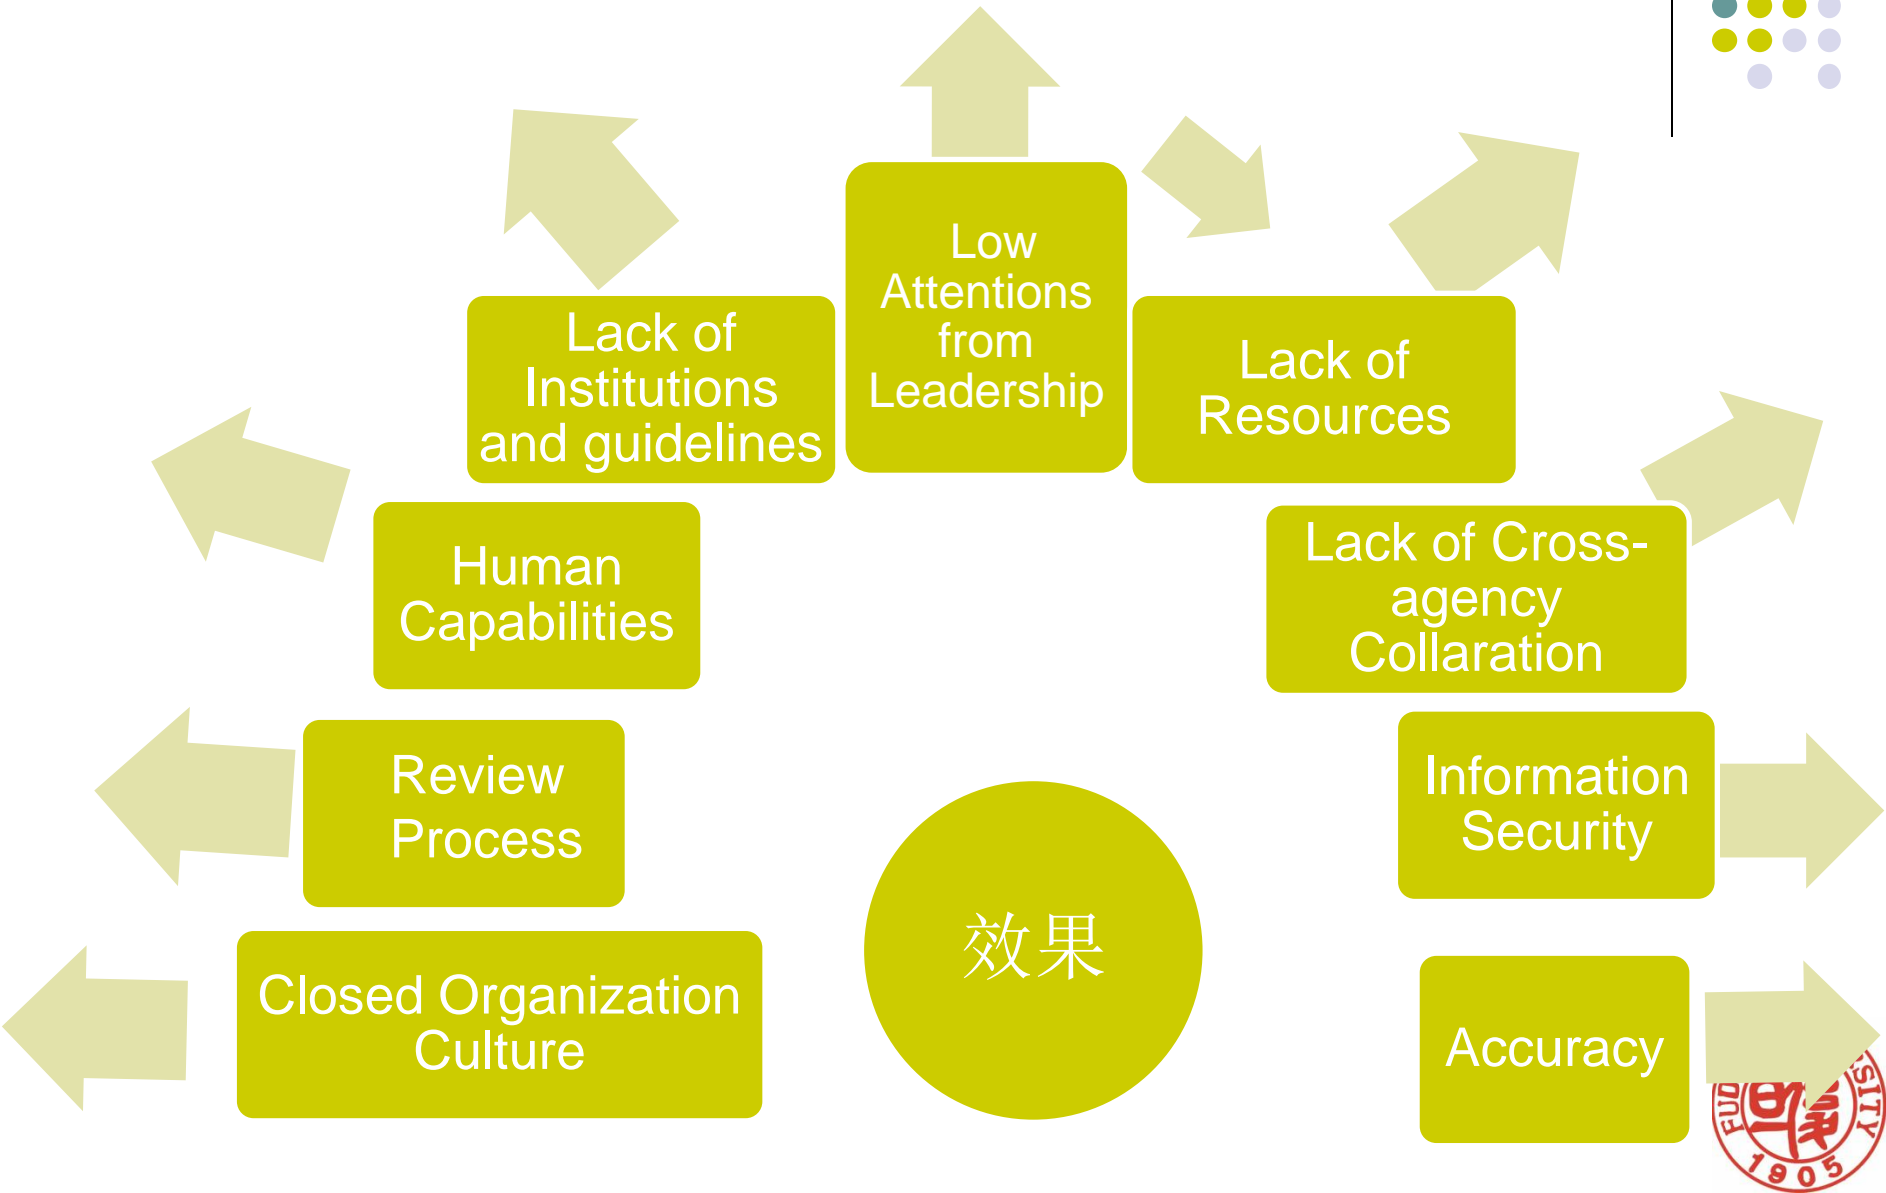 Low
Attentions
from
Leadership
Lack of
Institutions
and guidelines
Lack of
Resources
Human
Capabilities
Lack of Cross-
agency
Collaration
Review
Process
Information
Security
效果
Closed Organization
Culture
Accuracy
1905